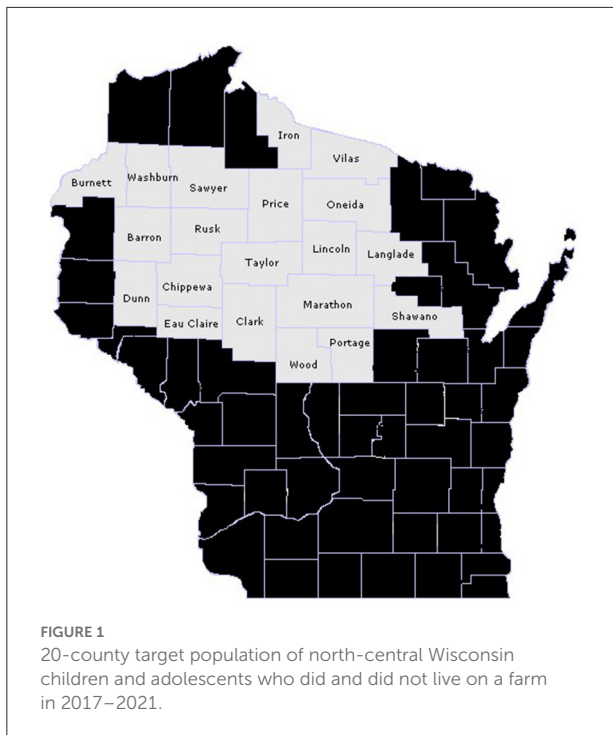 Iron
Vilas
Burnett
Washburn
Sawyer
Price
Oneida
Barron
Rusk
Lincoln
Langlade
Taylor
Dunn
Chippewa
Marathon
Eau Claire
Clark
Shawano
Wood
Portage
FIGURE 1
20-county target population of north-central Wisconsin
children and adolescents who did and did not live on a farm
in 2017–2021.